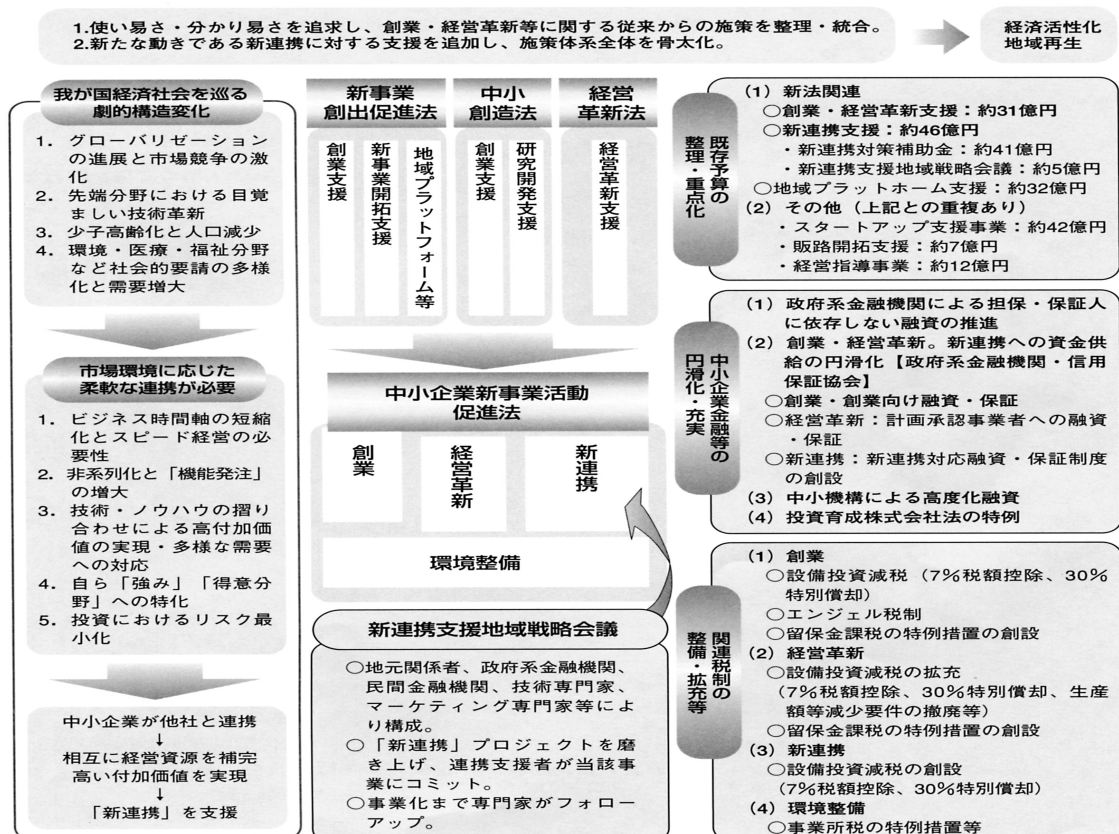 1.使い易さ・分かり易さを追求し、創業・経営革新等に関する従来からの施策を整理・統合。
2.新たな動きである新連携に対する支援を追加し、施策体系全体を骨太化。
経済活性化
地域再生
我が国経済社会を巡る
劇的構造変化
1. グローバリゼーション
の進展と市場競争の激
化
2. 先端分野における目覚
ましい技術革新
3. 少子高齢化と人口減少
4. 環境・医療・福祉分野
など社会的要請の多様
化と需要増大
市場環境に応じた
柔軟な連携が必要
1. ビジネス時間軸の短縮
化とスピード経営の必
要性
2. 非系列化と「機能発注」
の増大
3. 技術・ノウハウの摺り
合わせによる高付加価
値の実現・多様な需要
への対応
4. 自ら「強み」「得意分
野」への特化
5. 投資におけるリスク最
小化
中小企業が他社と連携
↓
相互に経営資源を補完
高い付加価値を実現
↓
「新連携」を支援
新事業
創出促進法
創業支援
新事業開拓支援
地域プラットフォーム等
中小
創造法
創業支援
研究開発支援
経営
革新法
経営革新支援
中小企業新事業活動
促進法
創業
経営革新
新連携
環境整備
新連携支援地域戦略会議
○地元関係者、政府系金融機関、
民間金融機関、技術専門家、
マーケティング専門家等によ
り構成。
○「新連携」プロジェクトを磨
き上げ、連携支援者が当該事
業にコミット。
○事業化まで専門家がフォロー
アップ。
既存予算の
整理・重点化
(1) 新法関連
○創業・経営革新支援：約31億円
○新連携支援：約46億円
・新連携対策補助金：約41億円
・新連携支援地域戦略会議：約5億円
○地域プラットホーム支援：約32億円
(2) その他（上記との重複あり）
・スタートアップ支援事業：約42億円
・販路開拓支援：約7億円
・経営指導事業：約12億円
中小企業金融等の
円滑化・充実
(1) 政府系金融機関による担保・保証人
に依存しない融資の推進
(2) 創業・経営革新。新連携への資金供
給の円滑化【政府系金融機関・信用
保証協会】
○創業・創業向け融資・保証
○経営革新：計画承認事業者への融資
・保証
○新連携：新連携対応融資・保証制度
の創設
(3) 中小機構による高度化融資
(4) 投資育成株式会社法の特例
関連税制の
整備・拡充等
(1) 創業
○設備投資減税（7％税額控除、30％
特別償却）
○エンジェル税制
○留保金課税の特例措置の創設
(2) 経営革新
○設備投資減税の拡充
（7％税額控除、30％特別償却、生産
額等減少要件の撤廃等）
○留保金課税の特例措置の創設
(3) 新連携
○設備投資減税の創設
（7％税額控除、30％特別償却）
(4) 環境整備
○事業所税の特例措置等